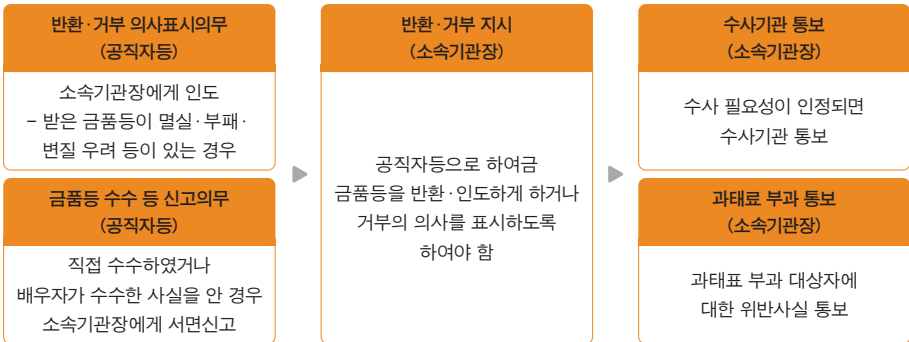 반환·거부 의사표시의무
(공직자등)
소속기관장에게 인도
– 받은 금품등이 멸실·부패·
변질 우려 등이 있는 경우
금품등 수수 등 신고의무
(공직자등)
직접 수수하였거나
배우자가 수수한 사실을 안 경우
소속기관장에게 서면신고
반환·거부 지시
(소속기관장)
공직자등으로 하여금
금품등을 반환·인도하게 하거나
거부의 의사를 표시하도록
하여야 함
수사기관 통보
(소속기관장)
수사 필요성이 인정되면
수사기관 통보
과태료 부과 통보
(소속기관장)
과태표 부과 대상자에
대한 위반사실 통보